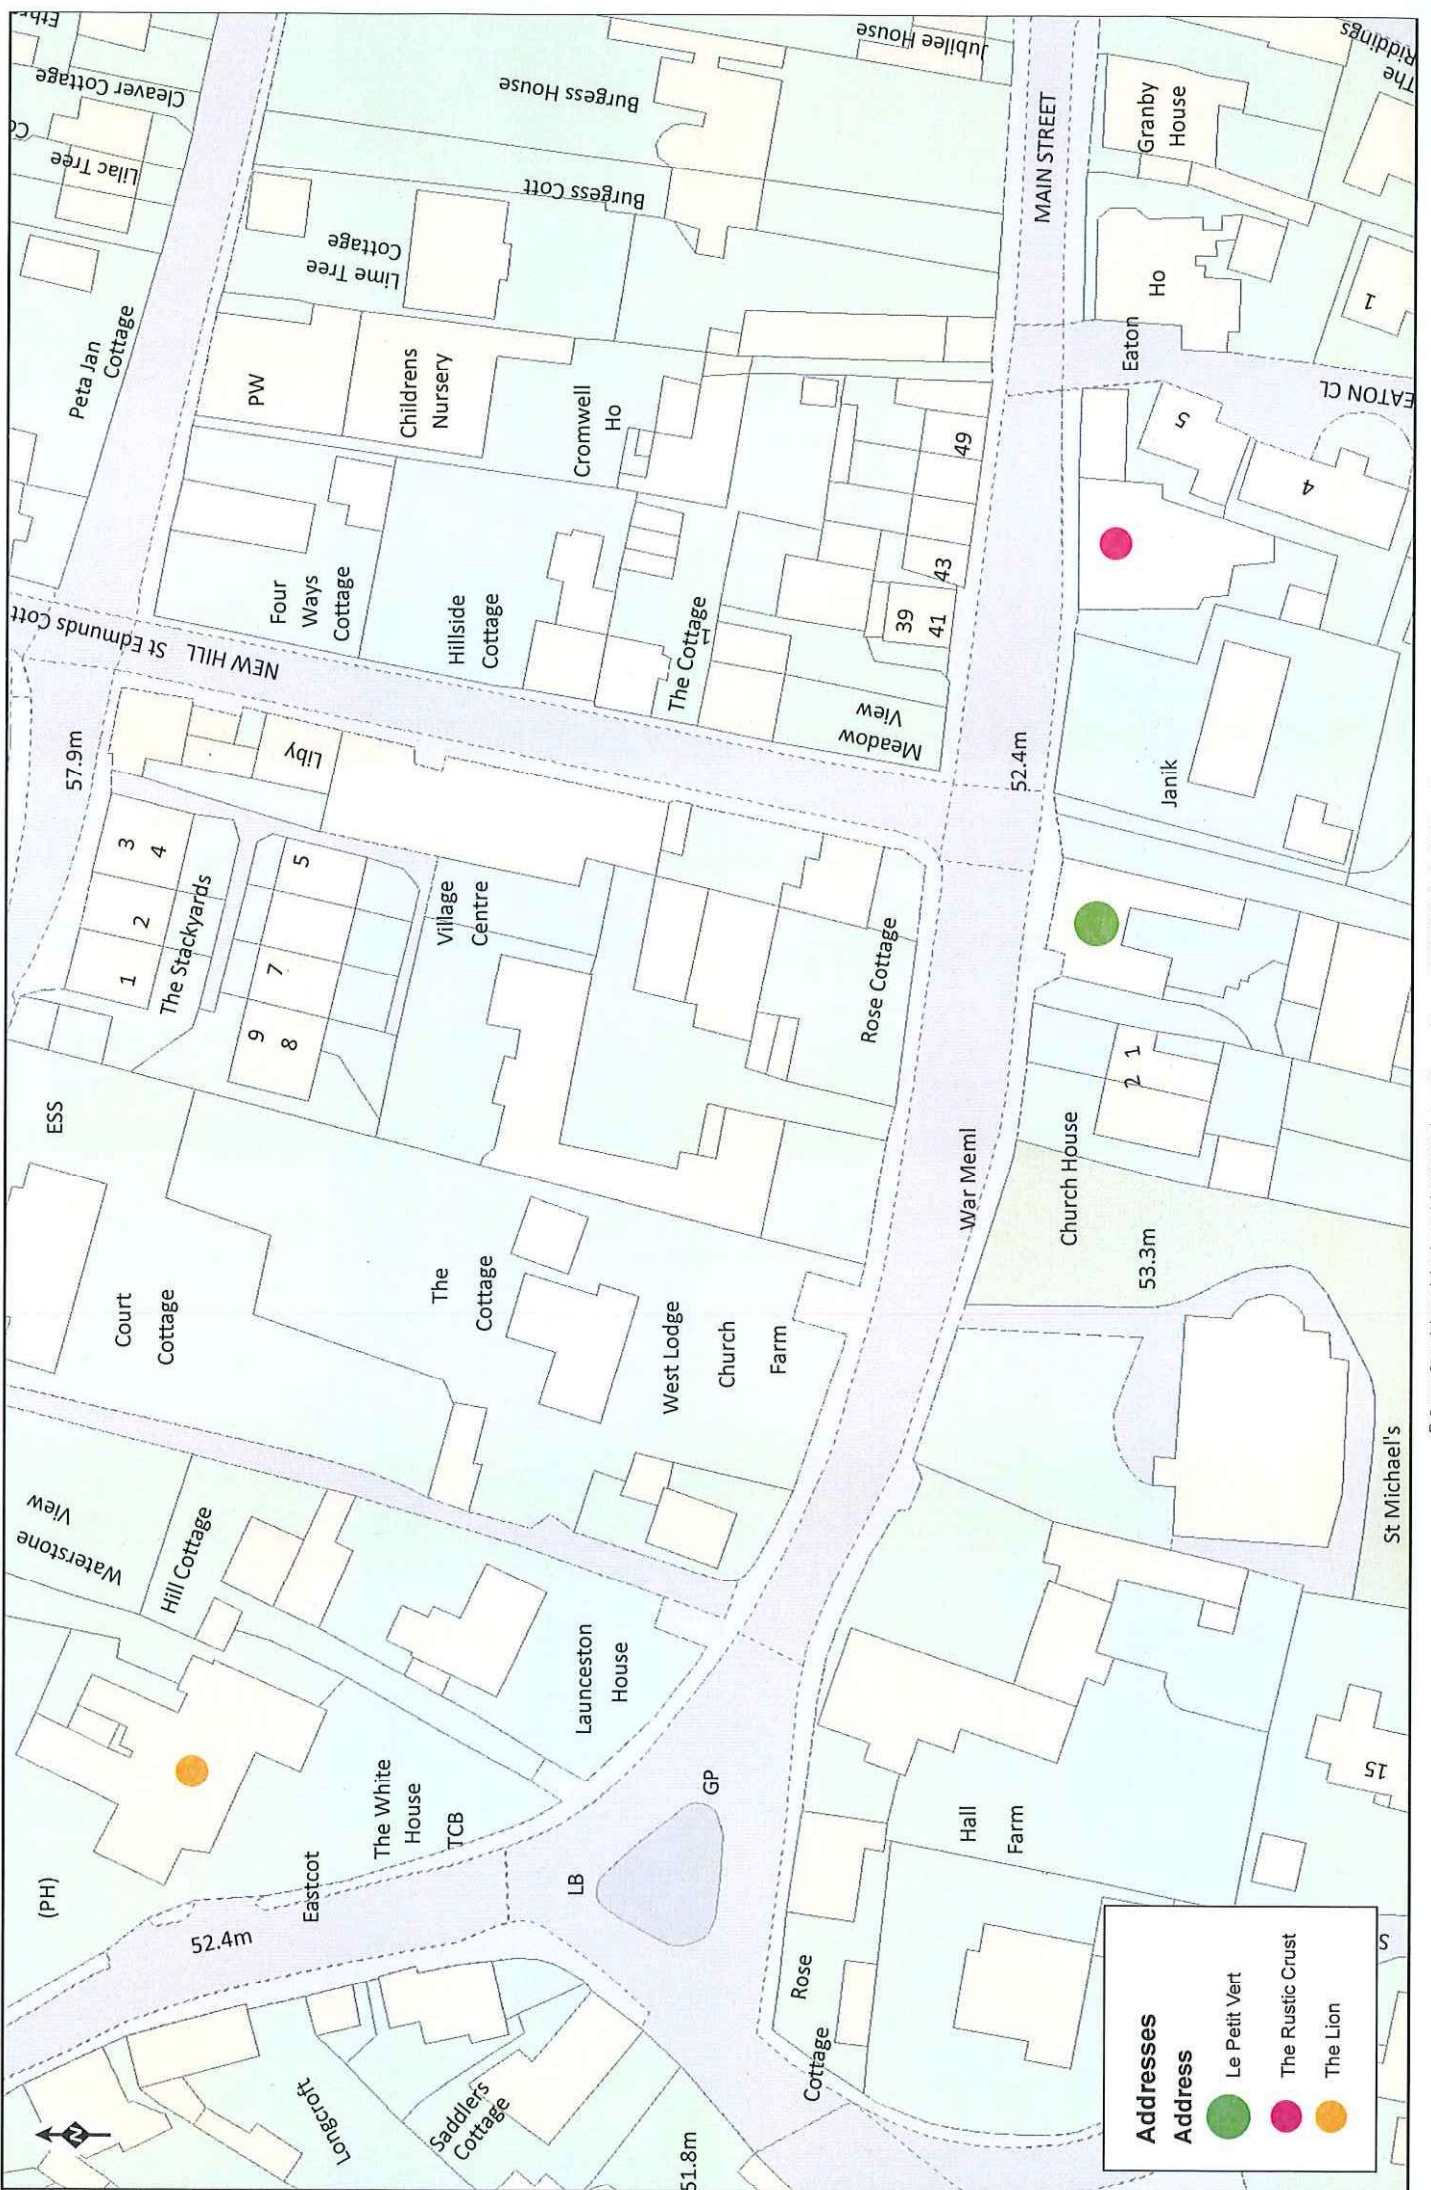 52.4m
(PH)
Eastcot
The White
House
TCB
LB
GP
Longcroft
Saddlers
Cottage
51.8m
Rose
Cottage
Waterstone
View
Hill Cottage
Launceston
House
Hall
Farm
15
Court
Cottage
ESS
The
Cottage
West Lodge
Church
Farm
War Meml
Church House
53.3m
St Michael's
1
2
3
4
The Stackyards
5
7
9
8
57.9m
Liby
Village
Centre
Rose Cottage
NEW HILL
St Edmunds Cott
2
1
Janik
52.4m
Meadow
View
The Cottage
1
39
41
43
49
Hillside
Cottage
Four
Ways
Cottage
Peta Jan
Cottage
PW
Childrens
Nursery
Cromwell
Ho
Lime Tree
Cottage
Lilac Tree
Co
Cleaver Cottage
Burgess Cott
Burgess House
Jubilee House
MAIN STREET
Granby
House
Eaton
Ho
EATON CL
5
4
1
The
Riddings
S
Addresses
Address
Le Petit Vert
The Rustic Crust
The Lion
N